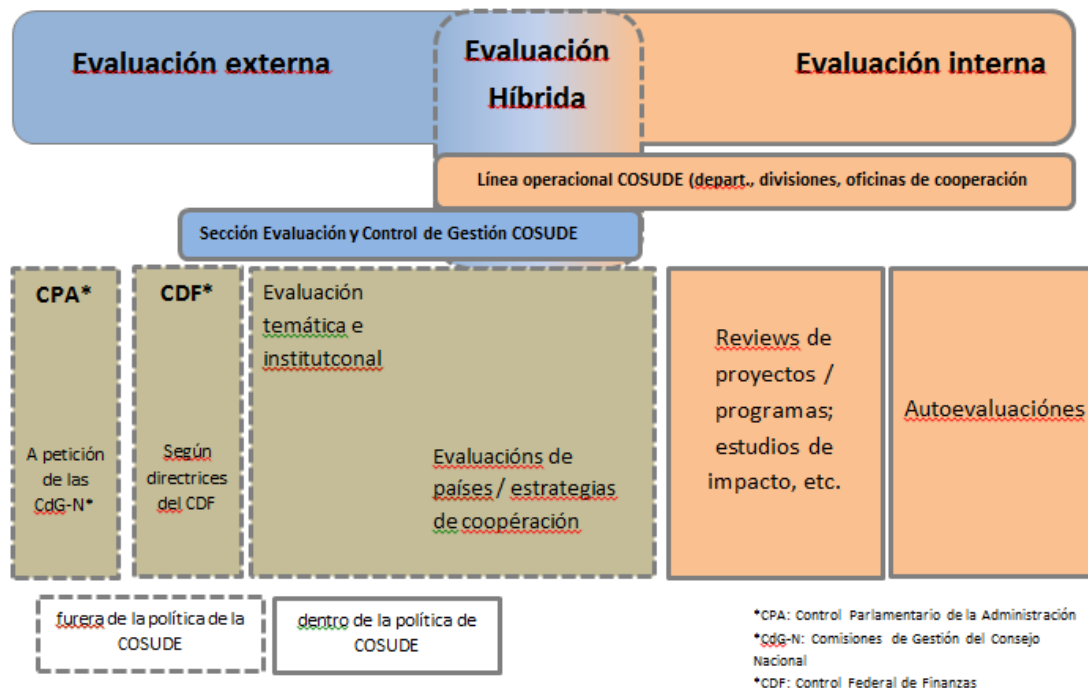 Evaluación externa
Evaluación
Híbrida
Evaluación interna
Línea operacional COSUDE (depart., divisiones, oficinas de cooperación
Sección Evaluación y Control de Gestión COSUDE
CPA*
A petición
de las
CdG-N*
CDF*
Según
directrices
del CDF
Evaluación
temática e
institutconal
Evaluacións de
países / estrategias
de coopéración
Reviews de
proyectos /
programas;
estudios de
impacto, etc.
Autoevaluaciónes
furera de la política de la
COSUDE
dentro de la política de
COSUDE
*CPA: Control Parlamentario de la Administración
*CdG-N: Comisiones de Gestión del Consejo
Nacional
*CDF: Control Federal de Finanzas